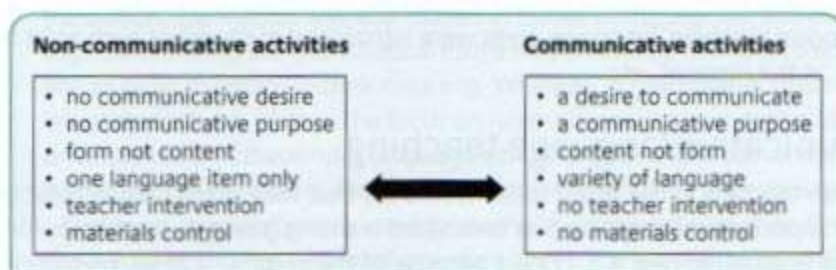 Non-communicative activities
• no communicative desire
• no communicative purpose
• form not content
• one language item only
• teacher intervention
• materials control
Communicative activities
• a desire to communicate
• a communicative purpose
• content not form
• variety of language
• no teacher intervention
• no materials control